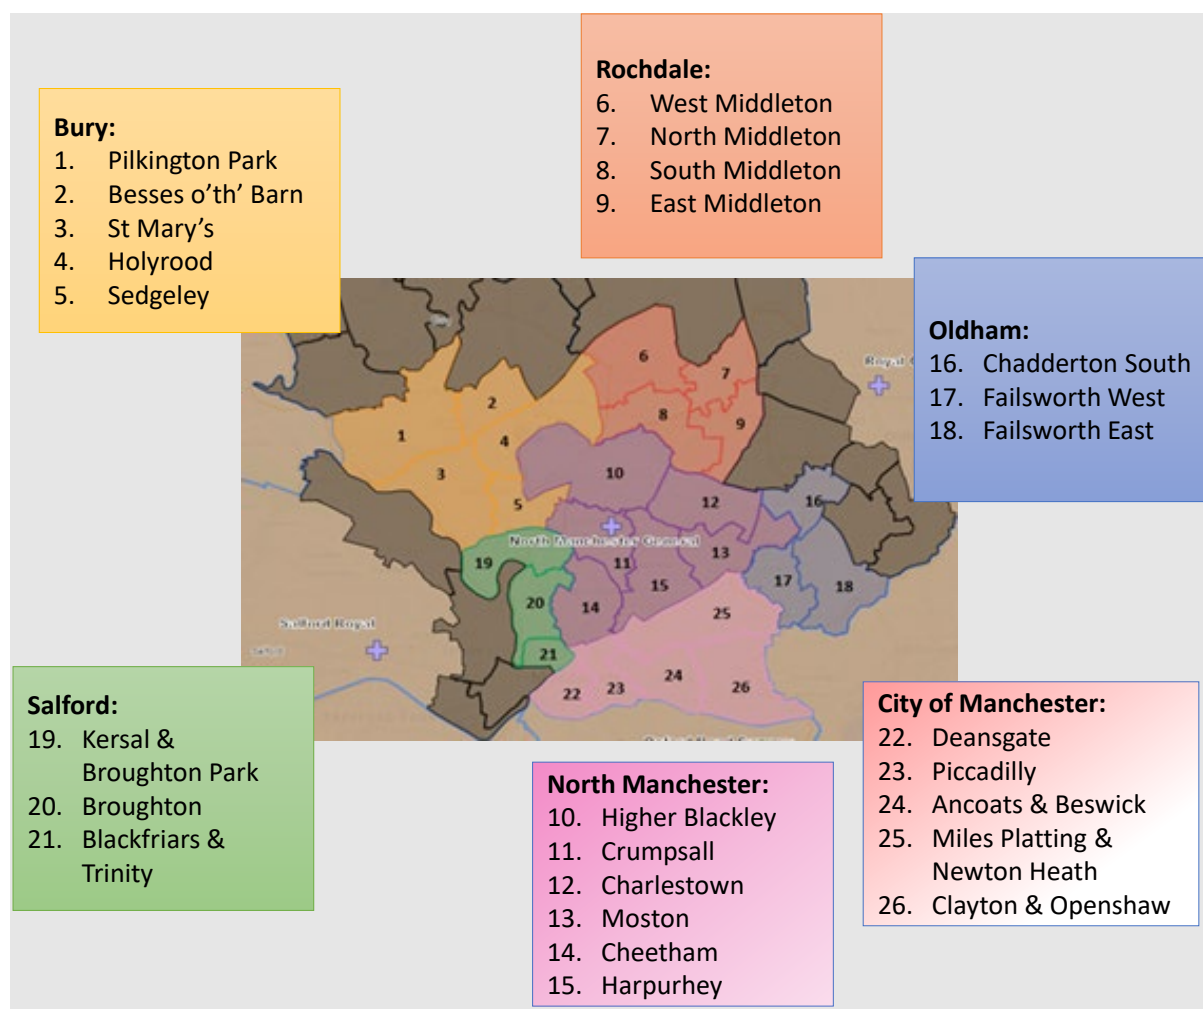 Rochdale:
6. West Middleton
7. North Middleton
8. South Middleton
9. East Middleton
Bury:
1. Pilkington Park
2. Besses o’th’ Barn
3. St Mary’s
4. Holyrood
5. Sedgeley
Oldham:
16. Chadderton South
17. Failsworth West
18. Failsworth East
6
7
2
8
1
4
9
3
10
5
12
16
North Manchester General
19
11
13
17
15
18
20
14
25
Salford Royal
21
24
22
23
26
Royal
Salford:
19. Kersal &
Broughton Park
20. Broughton
21. Blackfriars &
Trinity
North Manchester:
10. Higher Blackley
11. Crumpsall
12. Charlestown
13. Moston
14. Cheetham
15. Harpurhey
City of Manchester:
22. Deansgate
23. Piccadilly
24. Ancoats & Beswick
25. Miles Platting &
Newton Heath
26. Clayton & Openshaw